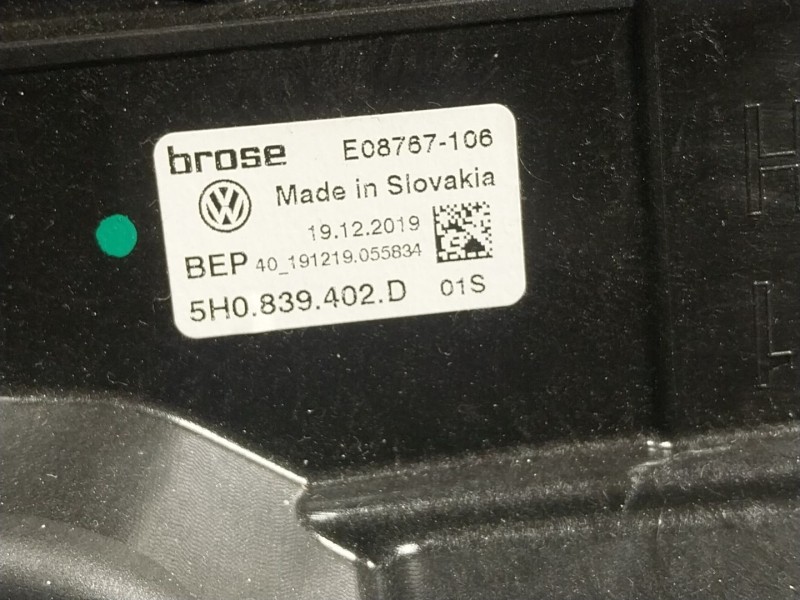 brose E08767-106
Made in Slovakia
19.12.2019
BEP 40_191219.055834
5H0.839.402.D 01S